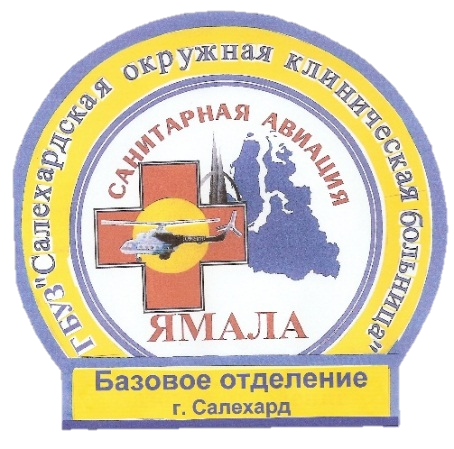 ГБУЗ "Салехардская окружная клиническая больница"
САНИТАРНАЯ АВИАЦИЯ
ЯМАЛА
Базовое отделение
г. Салехард